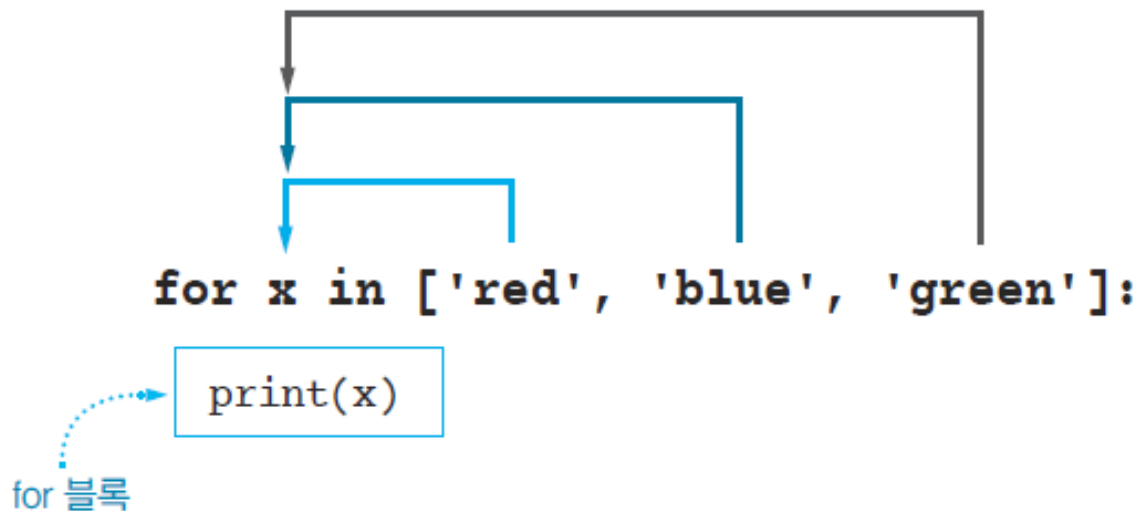 for x in ['red', 'blue', 'green']:
print(x)
for 블록